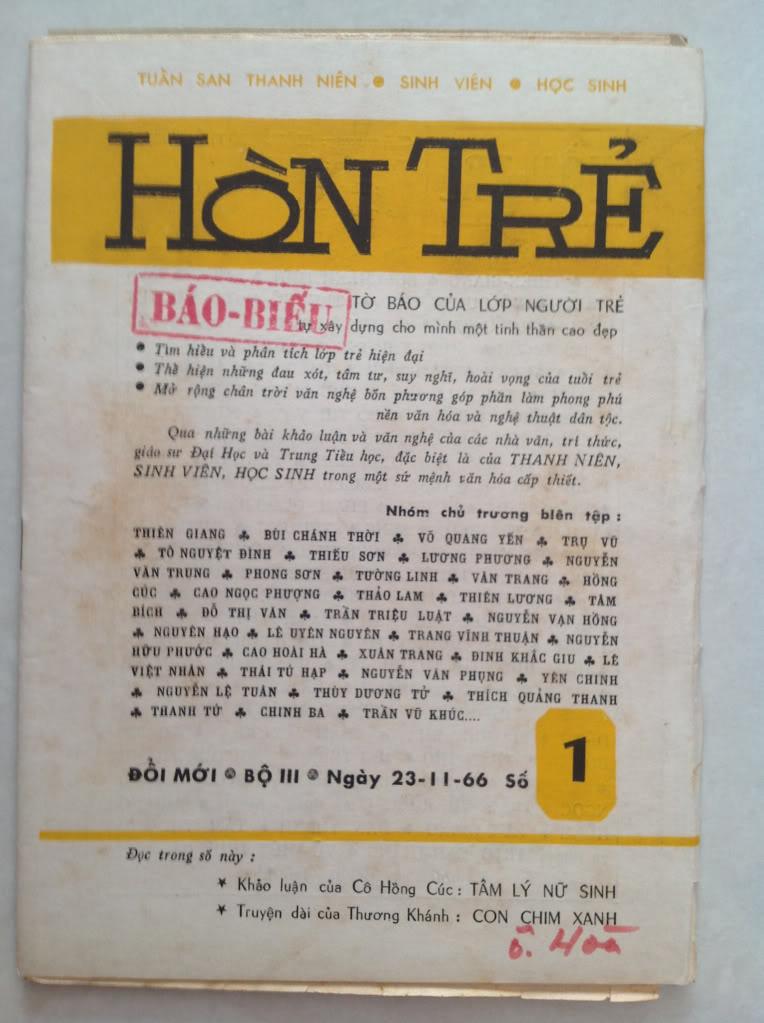 TUẦN SAN THANH NIÊN ● SINH VIÊN ● HỌC SINH
HỒN TRẺ
BÁO-BIẾU
TỜ BÁO CỦA LỚP NGƯỜI TRẺ
tự xây dựng cho mình một tinh thần cao đẹp
● Tìm hiểu và phân tích lớp trẻ hiện đại
● Thể hiện những đau xót, tâm tư, suy nghĩ, hoài vọng của tuổi trẻ
● Mở rộng chân trời văn nghệ bốn phương góp phần làm phong phú
nền văn hóa và nghệ thuật dân tộc.
Qua những bài khảo luận và văn nghệ của các nhà văn, trí thức,
giáo sư Đại Học và Trung Tiểu học, đặc biệt là của THANH NIÊN,
SINH VIÊN, HỌC SINH trong một sứ mệnh văn hóa cấp thiết.
Nhóm chủ trương biên tập :
THIÊN GIANG ♣ BÙI CHÁNH THỜI ♣ VÕ QUANG YẾN ♣ TRỤ VŨ
♣ TÔ NGUYỆT ĐÌNH ♣ THIẾU SƠN ♣ LƯƠNG PHƯƠNG ♣ NGUYỄN
VĂN TRUNG ♣ PHONG SƠN ♣ TƯỜNG LINH ♣ VÂN TRANG ♣ HỒNG
CÚC ♣ CAO NGỌC PHƯỢNG ♣ THẢO LAM ♣ THIÊN LƯƠNG ♣ TÂM
BÍCH ♣ ĐỖ THỊ VÂN ♣ TRẦN TRIỆU LUẬT ♣ NGUYỄN VẠN HỒNG
♣ NGUYÊN HẠO ♣ LÊ UYÊN NGUYÊN ♣ TRANG VĨNH THUẬN ♣ NGUYỄN
HỮU PHƯỚC ♣ CAO HOÀI HÀ ♣ XUÂN TRANG ♣ ĐINH KHẮC GIU ♣ LÊ
VIỆT NHÂN ♣ THÁI TÚ HẠP ♣ NGUYỄN VĂN PHỤNG ♣ YÊN CHINH
♣ NGUYỄN LỆ TUÂN ♣ THÙY DƯƠNG TỬ ♣ THÍCH QUẢNG THANH
♣ THANH TỨ ♣ CHINH BA ♣ TRẦN VŨ KHÚC....
ĐỔI MỚI ● BỘ III ● Ngày 23-11-66 Số 1
Đọc trong số này :
★ Khảo luận của Cô Hồng Cúc : TÂM LÝ NỮ SINH
★ Truyện dài của Thương Khánh : CON CHIM XANH
ô. Hoà